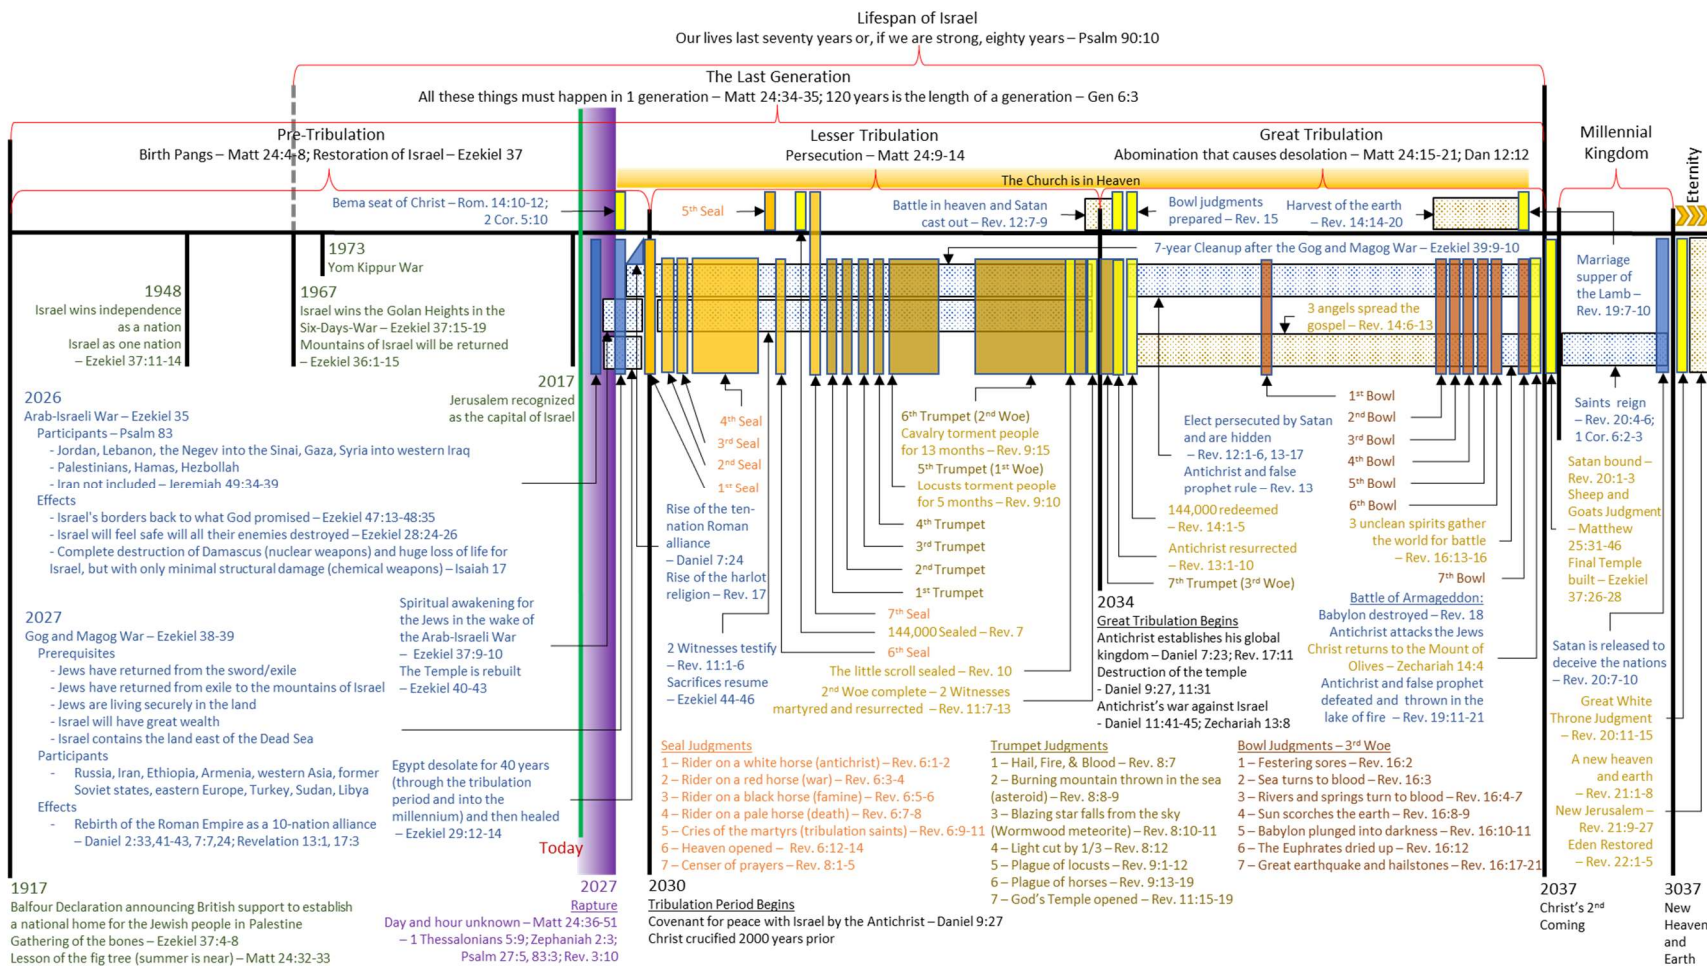 Lifespan of Israel
Our lives last seventy years or, if we are strong, eighty years – Psalm 90:10
The Last Generation
All these things must happen in 1 generation – Matt 24:34-35; 120 years is the length of a generation – Gen 6:3
Pre-Tribulation
Birth Pangs – Matt 24:4-8; Restoration of Israel – Ezekiel 37
Lesser Tribulation
Persecution – Matt 24:9-14
Great Tribulation
Abomination that causes desolation – Matt 24:15-21; Dan 12:12
Millennial
Kingdom
Eternity
The Church is in Heaven
Bema seat of Christ – Rom. 14:10-12;
2 Cor. 5:10
5th Seal
Battle in heaven and Satan
cast out – Rev. 12:7-9
Bowl judgments
prepared – Rev. 15
Harvest of the earth
– Rev. 14:14-20
7-year Cleanup after the Gog and Magog War – Ezekiel 39:9-10
1973
Yom Kippur War
1948
Israel wins independence
as a nation
Israel as one nation
– Ezekiel 37:11-14
1967
Israel wins the Golan Heights in the
Six-Days-War – Ezekiel 37:15-19
Mountains of Israel will be returned
– Ezekiel 36:1-15
2017
Jerusalem recognized
as the capital of Israel
3 angels spread the
gospel – Rev. 14:6-13
Marriage
supper of
the Lamb –
Rev. 19:7-10
2026
Arab-Israeli War – Ezekiel 35
Participants – Psalm 83
- Jordan, Lebanon, the Negev into the Sinai, Gaza, Syria into western Iraq
- Palestinians, Hamas, Hezbollah
- Iran not included – Jeremiah 49:34-39
Effects
- Israel's borders back to what God promised – Ezekiel 47:13-48:35
- Israel will feel safe will all their enemies destroyed – Ezekiel 28:24-26
- Complete destruction of Damascus (nuclear weapons) and huge loss of life for
Israel, but with only minimal structural damage (chemical weapons) – Isaiah 17
2027
Gog and Magog War – Ezekiel 38-39
Prerequisites
- Jews have returned from the sword/exile
- Jews have returned from exile to the mountains of Israel
- Jews are living securely in the land
- Israel will have great wealth
- Israel contains the land east of the Dead Sea
Participants
- Russia, Iran, Ethiopia, Armenia, western Asia, former
Soviet states, eastern Europe, Turkey, Sudan, Libya
Effects
- Rebirth of the Roman Empire as a 10-nation alliance
– Daniel 2:33,41-43, 7:7,24; Revelation 13:1, 17:3
Spiritual awakening for
the Jews in the wake of
the Arab-Israeli War
– Ezekiel 37:9-10
The Temple is rebuilt
– Ezekiel 40-43
Egypt desolate for 40 years
(through the tribulation
period and into the
millennium) and then healed
– Ezekiel 29:12-14
Today
4th Seal
3rd Seal
2nd Seal
1st Seal
Rise of the ten-
nation Roman
alliance
– Daniel 7:24
Rise of the harlot
religion – Rev. 17
2 Witnesses testify
– Rev. 11:1-6
Sacrifices resume
– Ezekiel 44-46
6th Trumpet (2nd Woe)
Cavalry torment people
for 13 months – Rev. 9:15
5th Trumpet (1st Woe)
Locusts torment people
for 5 months – Rev. 9:10
4th Trumpet
3rd Trumpet
2nd Trumpet
1st Trumpet
7th Seal
144,000 Sealed – Rev. 7
6th Seal
The little scroll sealed – Rev. 10
2nd Woe complete – 2 Witnesses
martyred and resurrected – Rev. 11:7-13
Elect persecuted by Satan
and are hidden
– Rev. 12:1-6, 13-17
Antichrist and false
prophet rule – Rev. 13
144,000 redeemed
– Rev. 14:1-5
Antichrist resurrected
– Rev. 13:1-10
7th Trumpet (3rd Woe)
2034
Great Tribulation Begins
Antichrist establishes his global
kingdom – Daniel 7:23; Rev. 17:11
Destruction of the temple
- Daniel 9:27, 11:31
Antichrist's war against Israel
- Daniel 11:41-45; Zechariah 13:8
1st Bowl
2nd Bowl
3rd Bowl
4th Bowl
5th Bowl
6th Bowl
3 unclean spirits gather
the world for battle
– Rev. 16:13-16
7th Bowl
Battle of Armageddon:
Babylon destroyed – Rev. 18
Antichrist attacks the Jews
Christ returns to the Mount of
Olives – Zechariah 14:4
Antichrist and false prophet
defeated and thrown in the
lake of fire – Rev. 19:11-21
Saints reign
– Rev. 20:4-6;
1 Cor. 6:2-3
Satan bound –
Rev. 20:1-3
Sheep and
Goats Judgment
– Matthew
25:31-46
Final Temple
built – Ezekiel
37:26-28
Satan is released to
deceive the nations
– Rev. 20:7-10
Great White
Throne Judgment
– Rev. 20:11-15
A new heaven
and earth
– Rev. 21:1-8
New Jerusalem –
Rev. 21:9-27
Eden Restored
– Rev. 22:1-5
Seal Judgments
1 – Rider on a white horse (antichrist) – Rev. 6:1-2
2 – Rider on a red horse (war) – Rev. 6:3-4
3 – Rider on a black horse (famine) – Rev. 6:5-6
4 – Rider on a pale horse (death) – Rev. 6:7-8
5 – Cries of the martyrs (tribulation saints) – Rev. 6:9-11
6 – Heaven opened – Rev. 6:12-14
7 – Censer of prayers – Rev. 8:1-5
Trumpet Judgments
1 – Hail, Fire, & Blood – Rev. 8:7
2 – Burning mountain thrown in the sea
(asteroid) – Rev. 8:8-9
3 – Blazing star falls from the sky
(Wormwood meteorite) – Rev. 8:10-11
4 – Light cut by 1/3 – Rev. 8:12
5 – Plague of locusts – Rev. 9:1-12
6 – Plague of horses – Rev. 9:13-19
7 – God's Temple opened – Rev. 11:15-19
Bowl Judgments – 3rd Woe
1 – Festering sores – Rev. 16:2
2 – Sea turns to blood – Rev. 16:3
3 – Rivers and springs turn to blood – Rev. 16:4-7
4 – Sun scorches the earth – Rev. 16:8-9
5 – Babylon plunged into darkness – Rev. 16:10-11
6 – The Euphrates dried up – Rev. 16:12
7 – Great earthquake and hailstones – Rev. 16:17-21
1917
Balfour Declaration announcing British support to establish
a national home for the Jewish people in Palestine
Gathering of the bones – Ezekiel 37:4-8
Lesson of the fig tree (summer is near) – Matt 24:32-33
2027
Rapture
Day and hour unknown – Matt 24:36-51
– 1 Thessalonians 5:9; Zephaniah 2:3;
Psalm 27:5, 83:3; Rev. 3:10
2030
Tribulation Period Begins
Covenant for peace with Israel by the Antichrist – Daniel 9:27
Christ crucified 2000 years prior
2037
Christ's 2nd
Coming
3037
New
Heaven
and
Earth